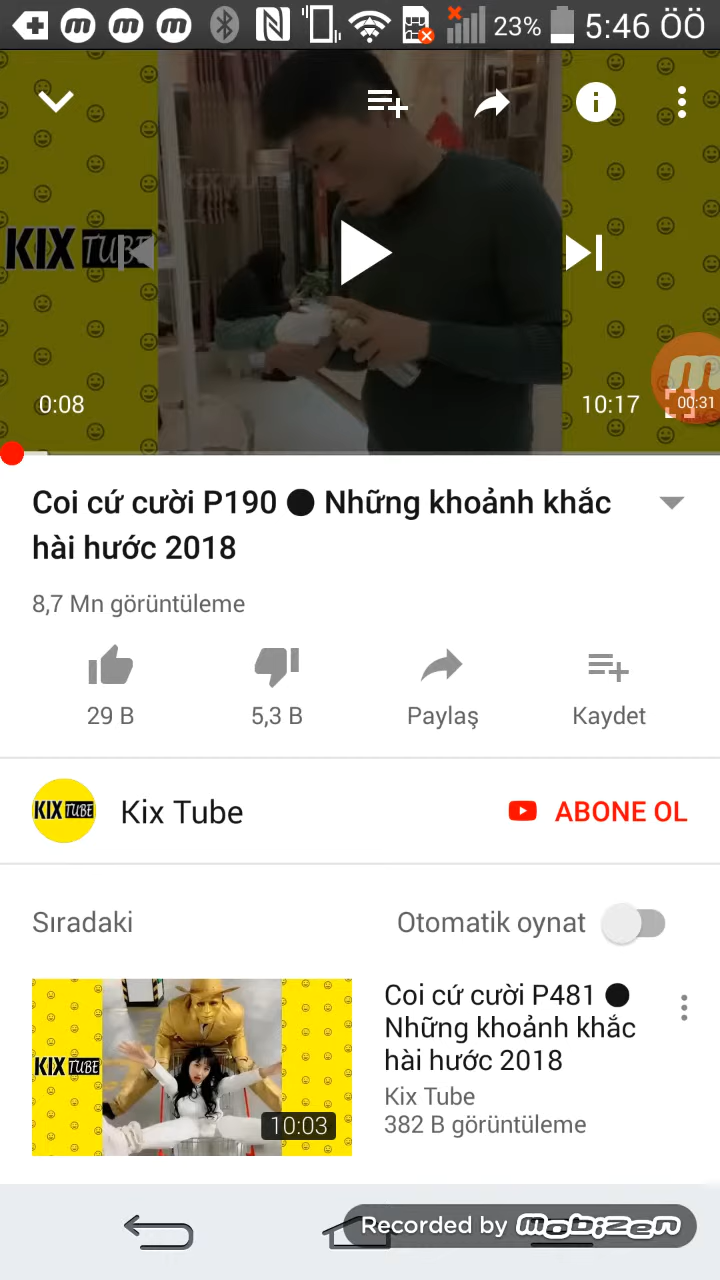 23% 5:46 ÖÖ
KIX TUBE
KIX TUBE
0:08
10:17
00:31
Coi cứ cười P190 ● Những khoảnh khắc
hài hước 2018
8,7 Mn görüntüleme
29 B
5,3 B
Paylaş
Kaydet
KIX TUBE
Kix Tube
ABONE OL
Sıradaki
Otomatik oynat
KIX TUBE
10:03
Coi cứ cười P481 ●
Những khoảnh khắc
hài hước 2018
Kix Tube
382 B görüntüleme
Recorded by mobizen